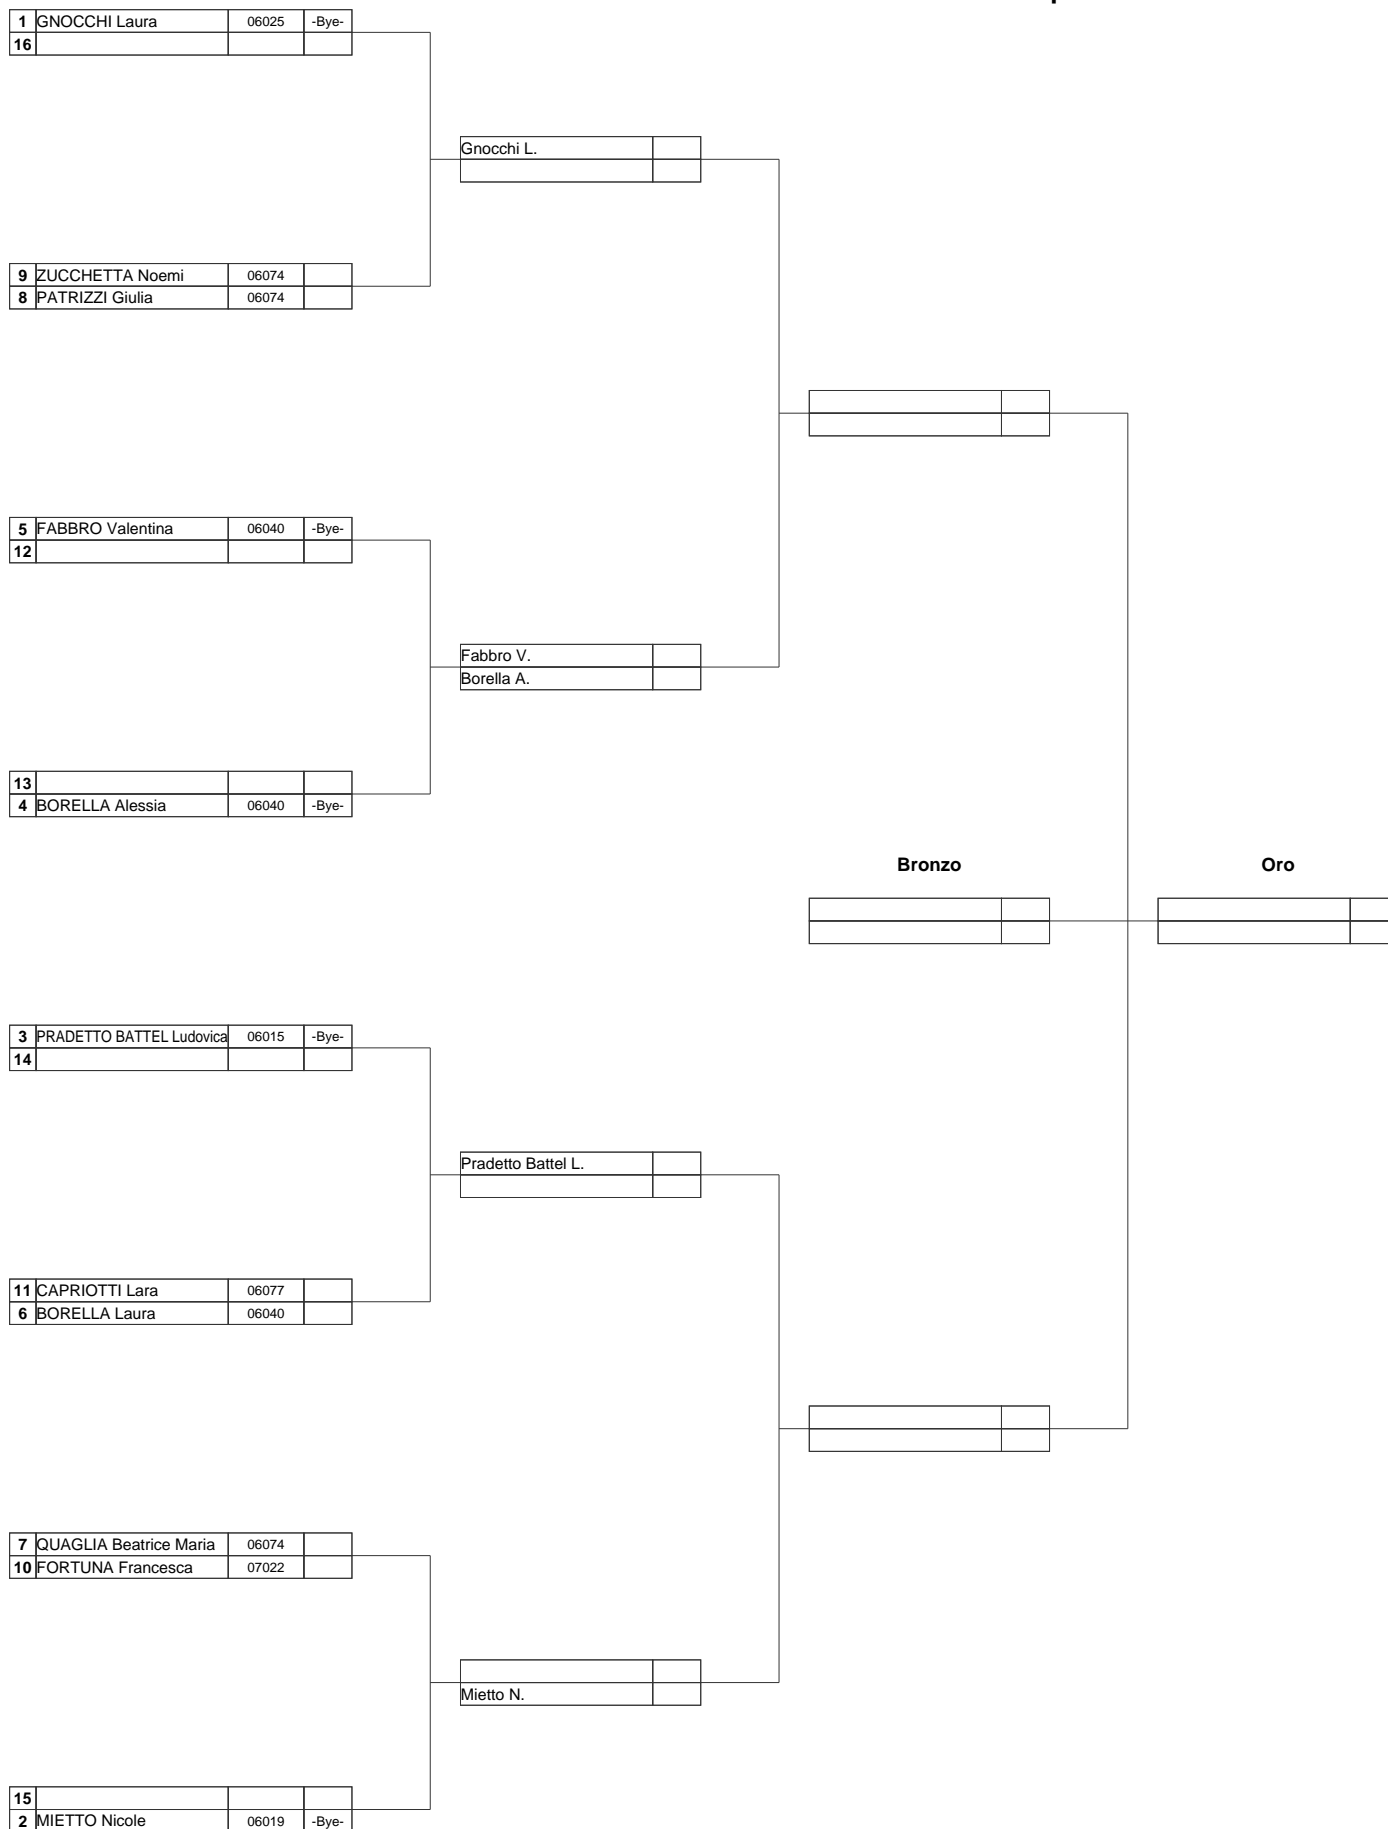 1 GNOCCHI Laura 06025 -Bye-
16
Gnocchi L.
9 ZUCCHETTA Noemi 06074
8 PATRIZZI Giulia 06074
5 FABBRO Valentina 06040 -Bye-
12
Fabbro V.
Borella A.
13
4 BORELLA Alessia 06040 -Bye-
Bronzo Oro
3 PRADETTO BATTEL Ludovica 06015 -Bye-
14
Pradetto Battel L.
11 CAPRIOTTI Lara 06077
6 BORELLA Laura 06040
7 QUAGLIA Beatrice Maria 06074
10 FORTUNA Francesca 07022
Mietto N.
15
2 MIETTO Nicole 06019 -Bye-